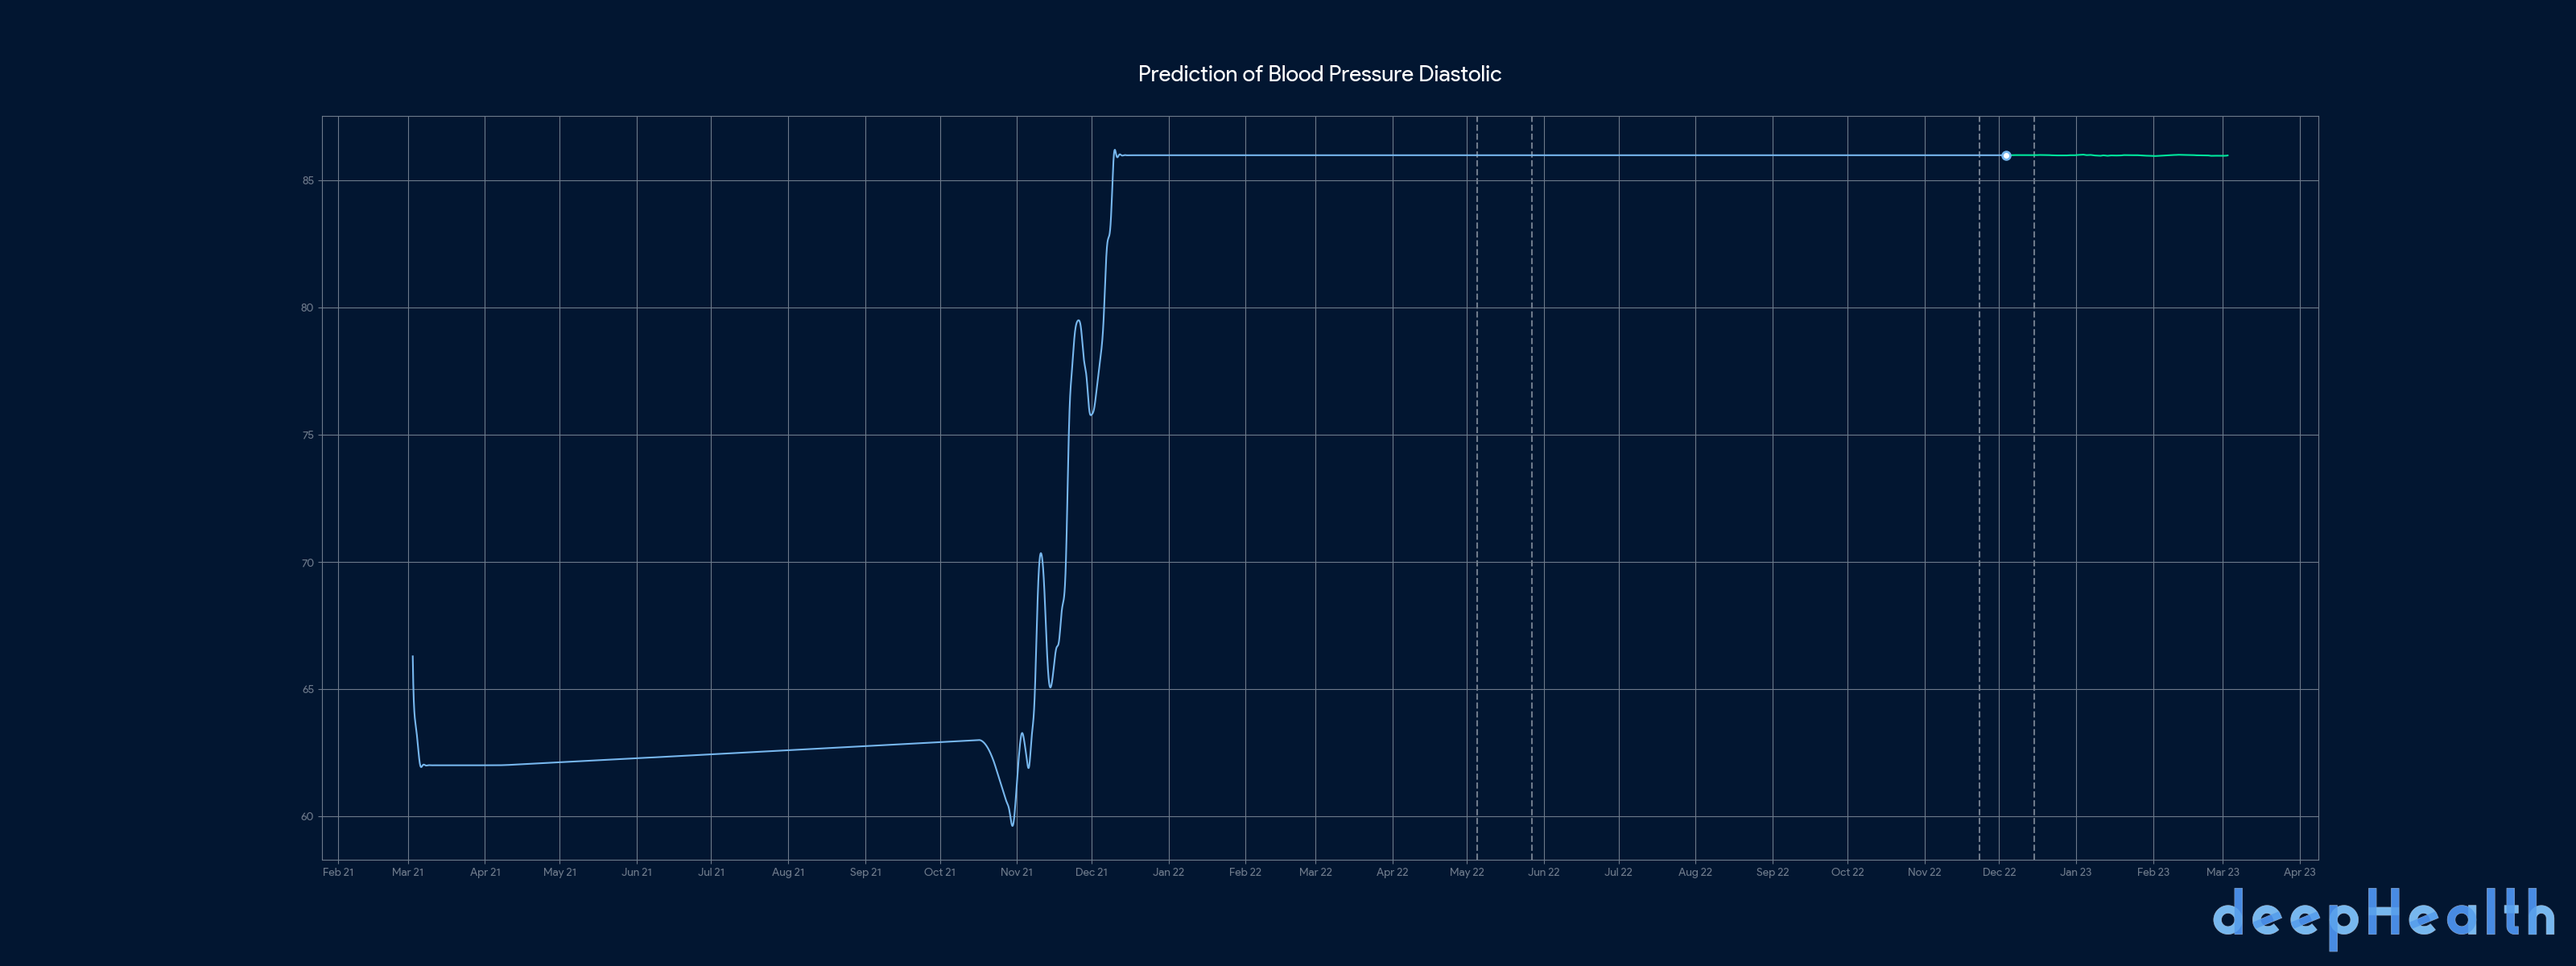 Prediction of Blood Pressure Diastolic
85
80
75
70
65
60
Feb 21 Mar 21 Apr 21 May 21 Jun 21 Jul 21 Aug 21 Sep 21 Oct 21 Nov 21 Dec 21 Jan 22 Feb 22 Mar 22 Apr 22 May 22 Jun 22 Jul 22 Aug 22 Sep 22 Oct 22 Nov 22 Dec 22 Jan 23 Feb 23 Mar 23 Apr 23
deepHealth